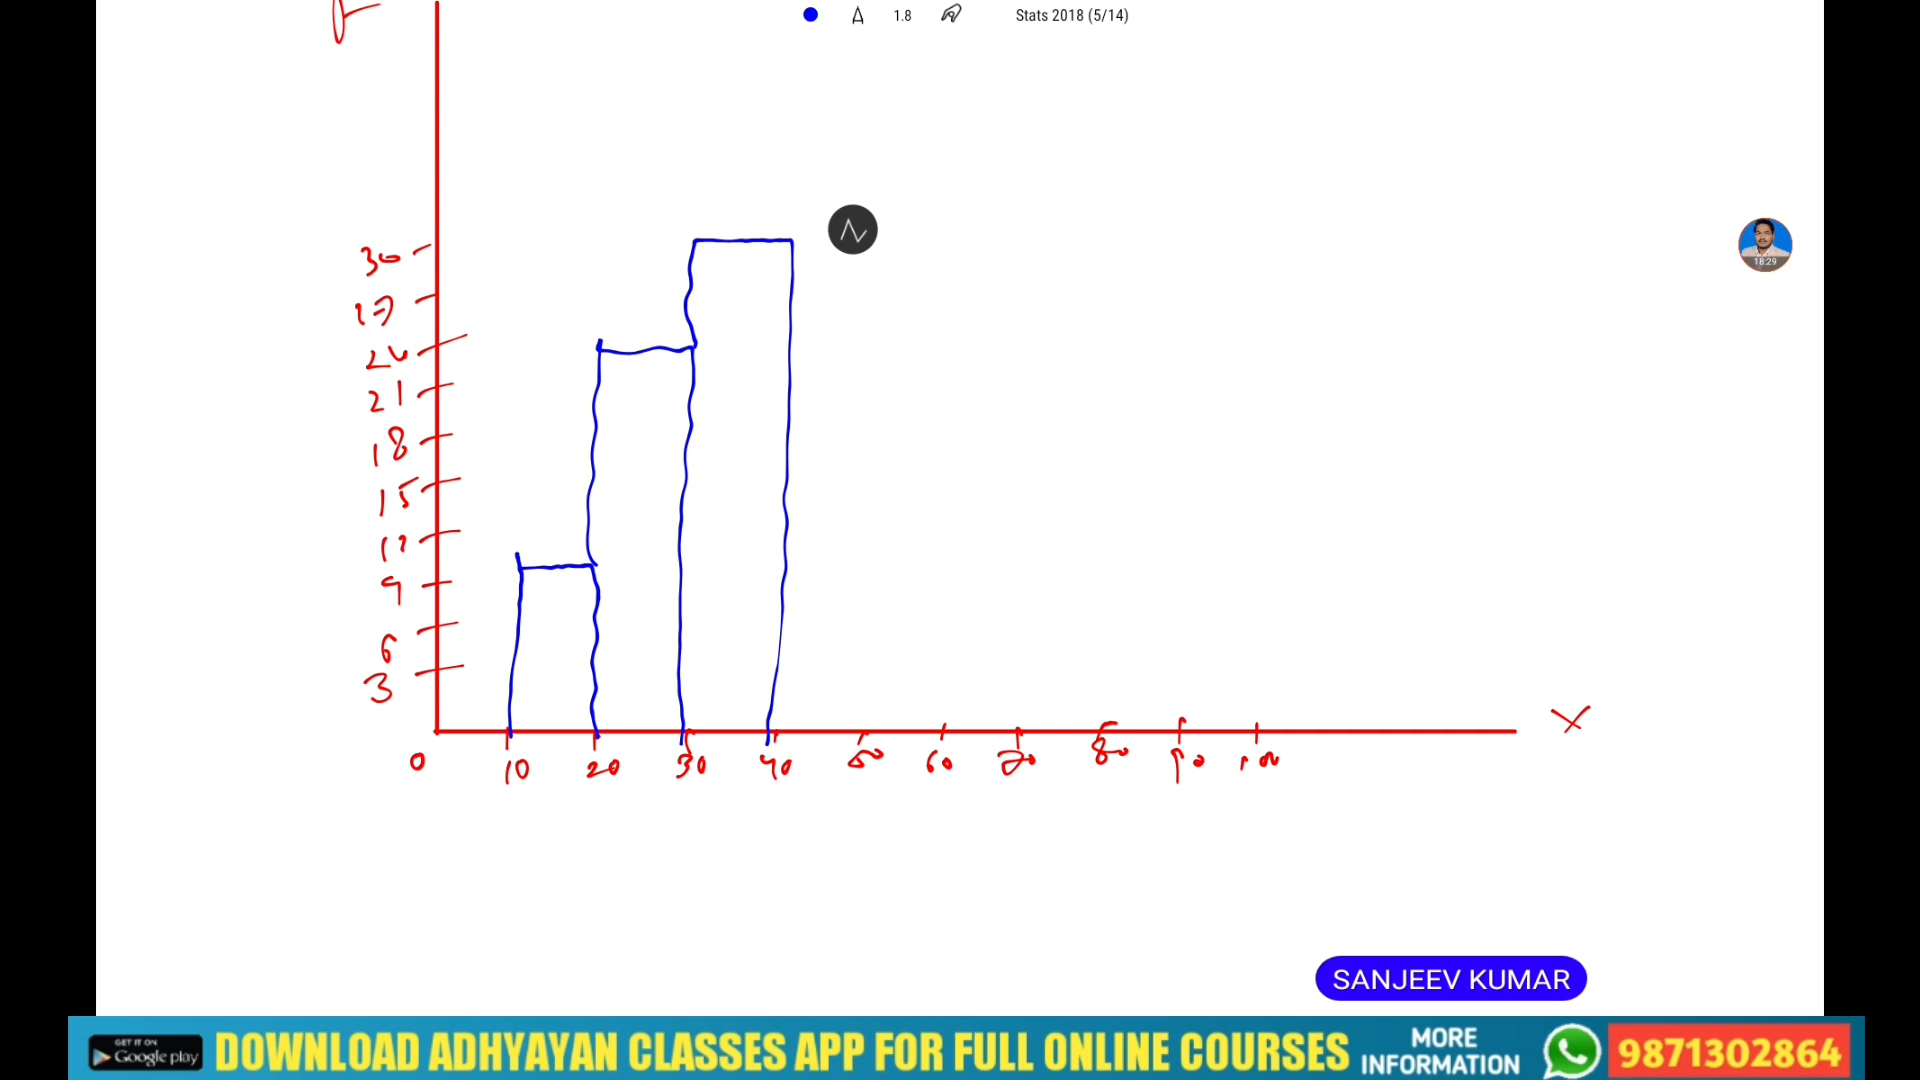 1.8 Stats 2018 (5/14)
F
30
27
24
21
18
15
12
9
6
3
0 10 20 30 40 50 60 70 80 90 100
X
18:29
SANJEEV KUMAR
GET IT ON
Google play
DOWNLOAD ADHYAYAN CLASSES APP FOR FULL ONLINE COURSES
MORE
INFORMATION
9871302864